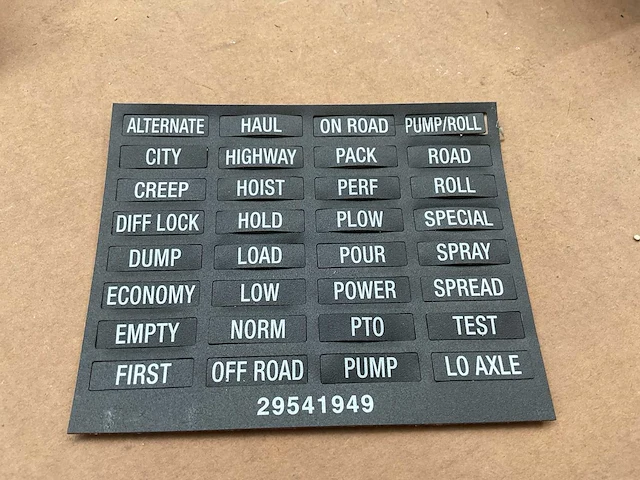 ALTERNATE HAUL ON ROAD PUMP/ROLL
CITY HIGHWAY PACK ROAD
CREEP HOIST PERF ROLL
DIFF LOCK HOLD PLOW SPECIAL
DUMP LOAD POUR SPRAY
ECONOMY LOW POWER SPREAD
EMPTY NORM PTO TEST
FIRST OFF ROAD PUMP LO AXLE
29541949